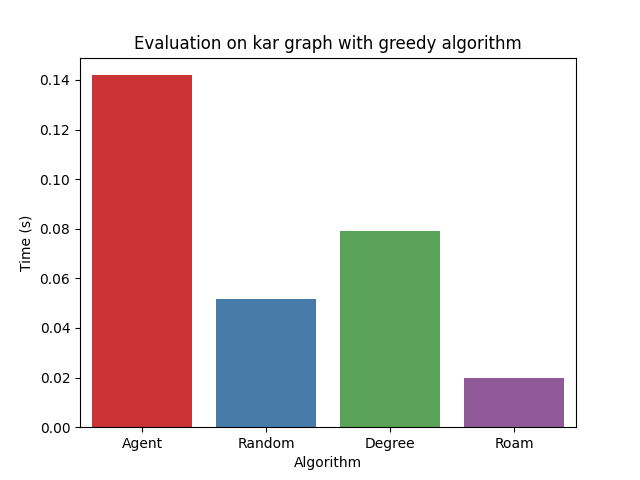 Evaluation on kar graph with greedy algorithm
0.14
0.12
0.10
0.08
0.06
0.04
0.02
0.00
Time (s)
Agent Random Degree Roam
Algorithm